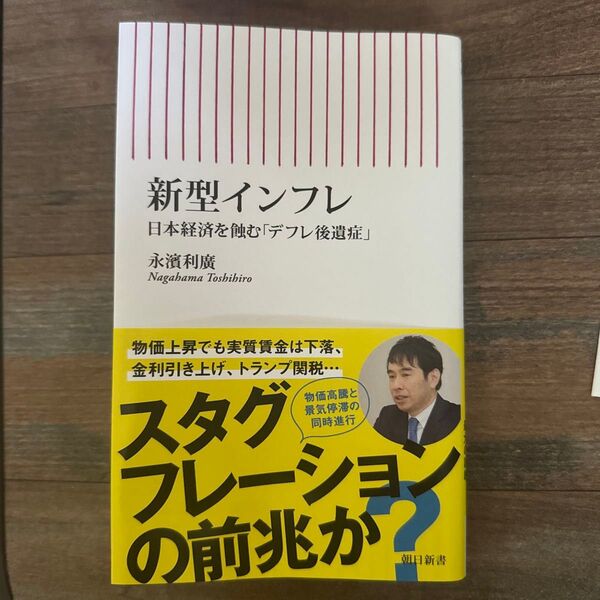 新型インフレ
日本経済を蝕む「デフレ後遺症」
永濱利廣
Nagahama Toshihiro
物価上昇でも実質賃金は下落、
金利引き上げ、トランプ関税…
物価高騰と
景気停滞の
同時進行
スタグ
フレーション
の前兆か?
朝日新書